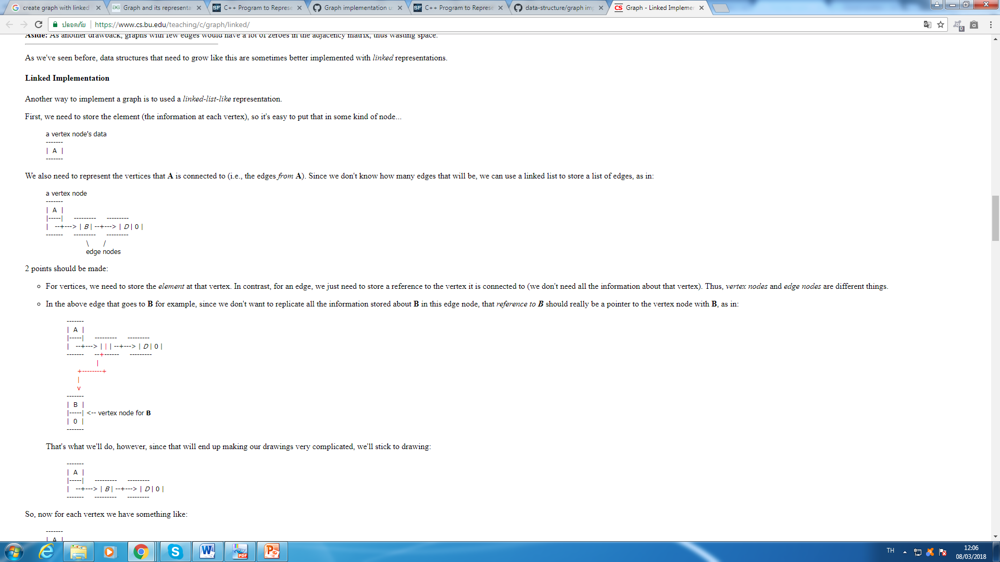 create graph with linked
Graph and its representa
C++ Program to Represe
Graph implementation u
C++ Program to Represe
data-structure/graph im
Graph - Linked Implemen
ปลอดภัย | https://www.cs.bu.edu/teaching/c/graph/linked/
Aside: As another drawback, graphs with few edges would have a lot of zeroes in the adjacency matrix, thus wasting space.
As we've seen before, data structures that need to grow like this are sometimes better implemented with linked representations.
Linked Implementation
Another way to implement a graph is to used a linked-list-like representation.
First, we need to store the element (the information at each vertex), so it's easy to put that in some kind of node...
a vertex node's data
-------
|  A  |
-------
We also need to represent the vertices that A is connected to (i.e., the edges from A). Since we don't know how many edges that will be, we can use a linked list to store a list of edges, as in:
a vertex node
-------
|  A  |
|-----|     ---------     ---------
|   --+---> | B | --+---> | D | 0 |
-------     ---------     ---------
\     /
edge nodes
2 points should be made:
For vertices, we need to store the element at that vertex. In contrast, for an edge, we just need to store a reference to the vertex it is connected to (we don't need all the information about that vertex). Thus, vertex nodes and edge nodes are different things.
In the above edge that goes to B for example, since we don't want to replicate all the information stored about B in this edge node, that reference to B should really be a pointer to the vertex node with B, as in:
-------
|  A  |
|-----|     ---------     ---------
|   --+---> | | | --+---> | D | 0 |
-------     --+------     ---------
|
+--------+
|
v
-------
|  B  |
|-----| <-- vertex node for B
|  0  |
-------
That's what we'll do, however, since that will end up making our drawings very complicated, we'll stick to drawing:
-------
|  A  |
|-----|     ---------     ---------
|   --+---> | B | --+---> | D | 0 |
-------     ---------     ---------
So, now for each vertex we have something like:
-------
|  A  |
TH
12:06
08/03/2018